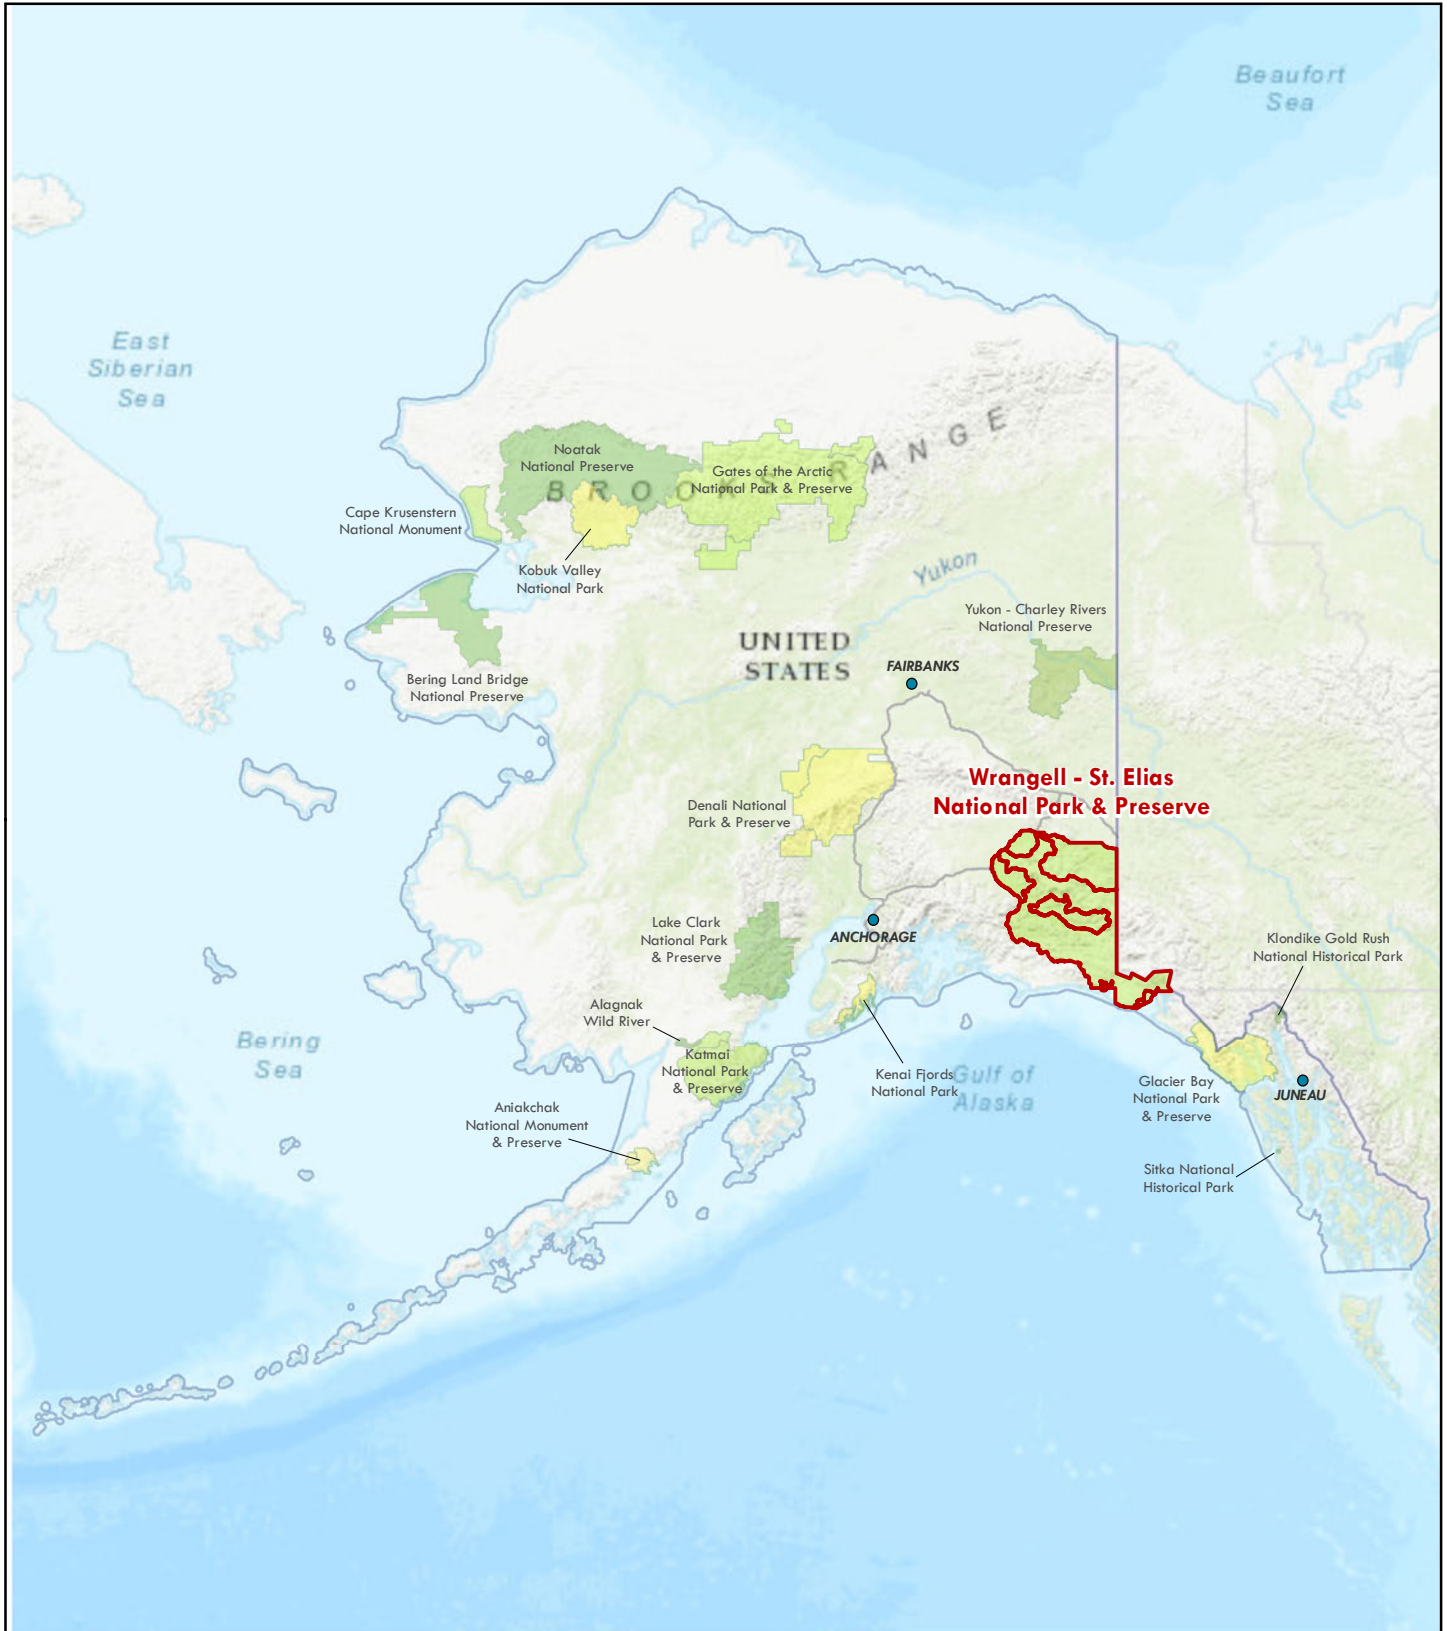 Beaufort
Sea
East
Siberian
Sea
BROOKS RANGE
Noatak
National Preserve
Gates of the Arctic
National Park & Preserve
Cape Krusenstern
National Monument
Kobuk Valley
National Park
Yukon
Yukon - Charley Rivers
National Preserve
UNITED
STATES
FAIRBANKS
Bering Land Bridge
National Preserve
Wrangell - St. Elias
National Park & Preserve
Denali National
Park & Preserve
Lake Clark
National Park
& Preserve
ANCHORAGE
Klondike Gold Rush
National Historical Park
Alagnak
Wild River
Bering
Sea
Katmai
National Park
& Preserve
Kenai Fjords
National Park
Gulf of
Alaska
Glacier Bay
National Park
& Preserve
JUNEAU
Aniakchak
National Monument
& Preserve
Sitka National
Historical Park